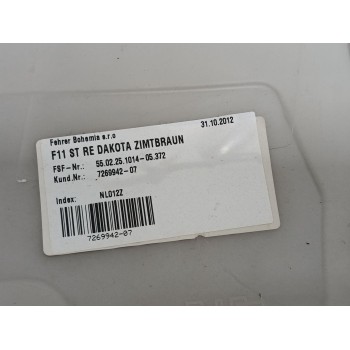 Fehrer Bohemia s.r.o
31.10.2012
F11 ST RE DAKOTA ZIMTBRAUN
FSF-Nr.: 55.02.25.1014-05.372
Kund.Nr.: 7269942-07
Index: NL012Z
7269942-07